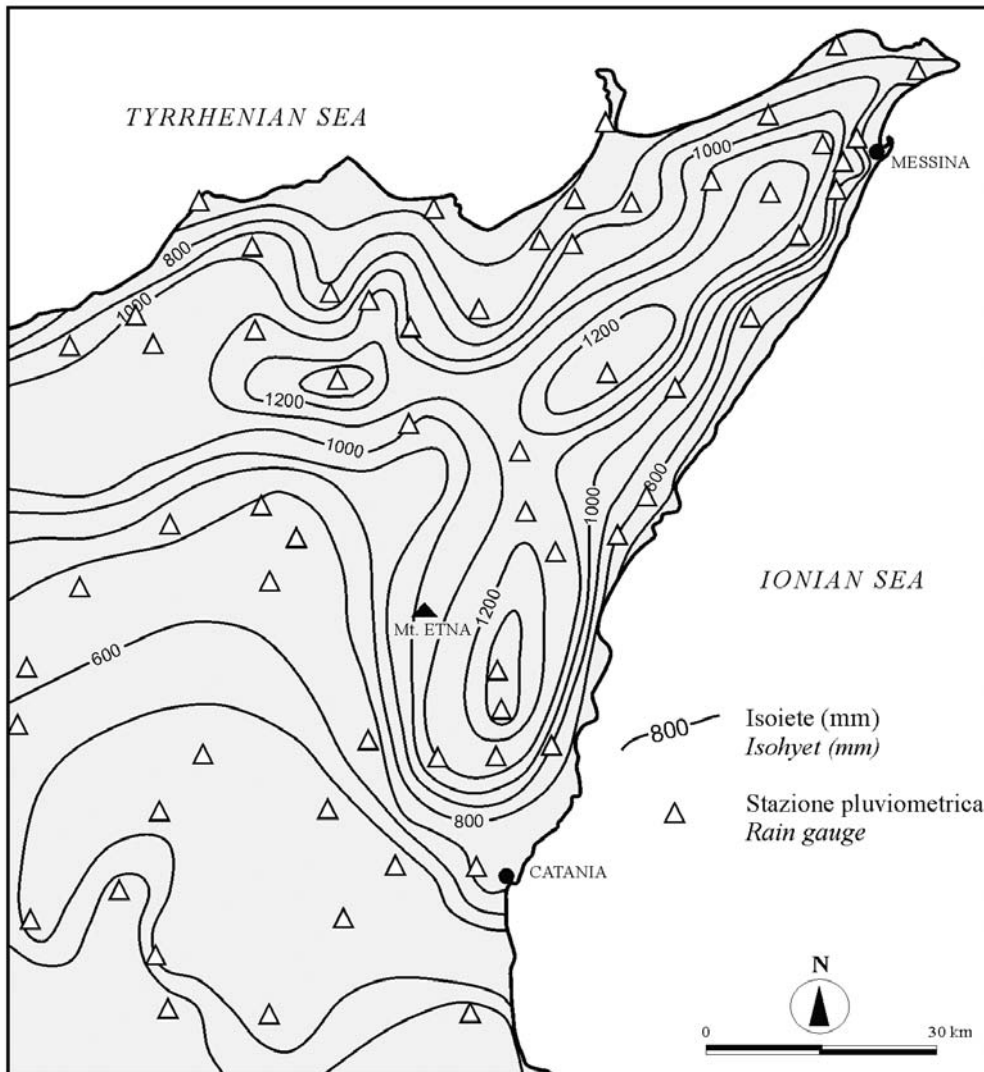 TYRRHENIAN SEA
MESSINA
1000
800
1000
1200
1200
1000
800
1000
IONIAN SEA
1200
Mt. ETNA
600
800
Isoiete (mm)
Isohyet (mm)
800
Stazione pluviometrica
Rain gauge
CATANIA
N
0 30 km